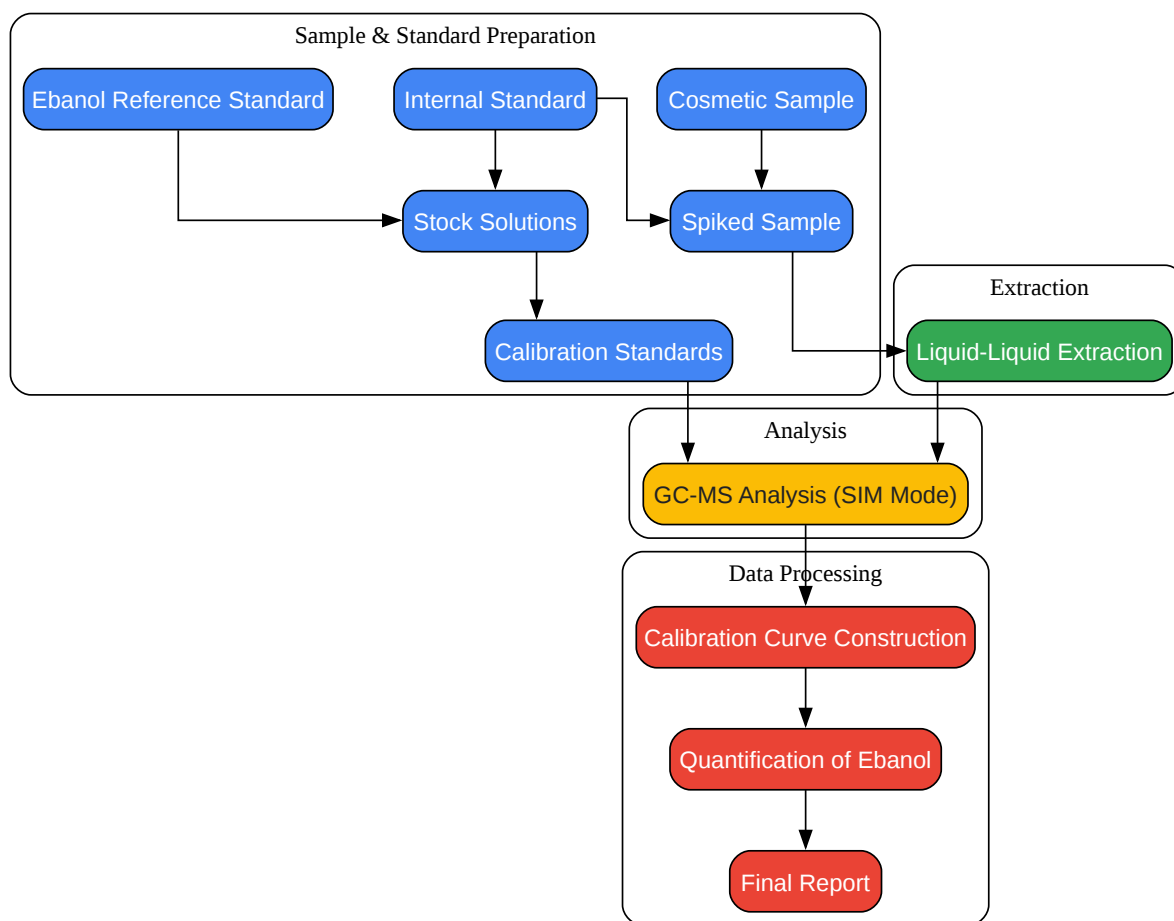 Sample & Standard Preparation
Ebanol Reference Standard
Internal Standard
Cosmetic Sample
Stock Solutions
Spiked Sample
Extraction
Calibration Standards
Liquid-Liquid Extraction
Analysis
GC-MS Analysis (SIM Mode)
Data Processing
Calibration Curve Construction
Quantification of Ebanol
Final Report